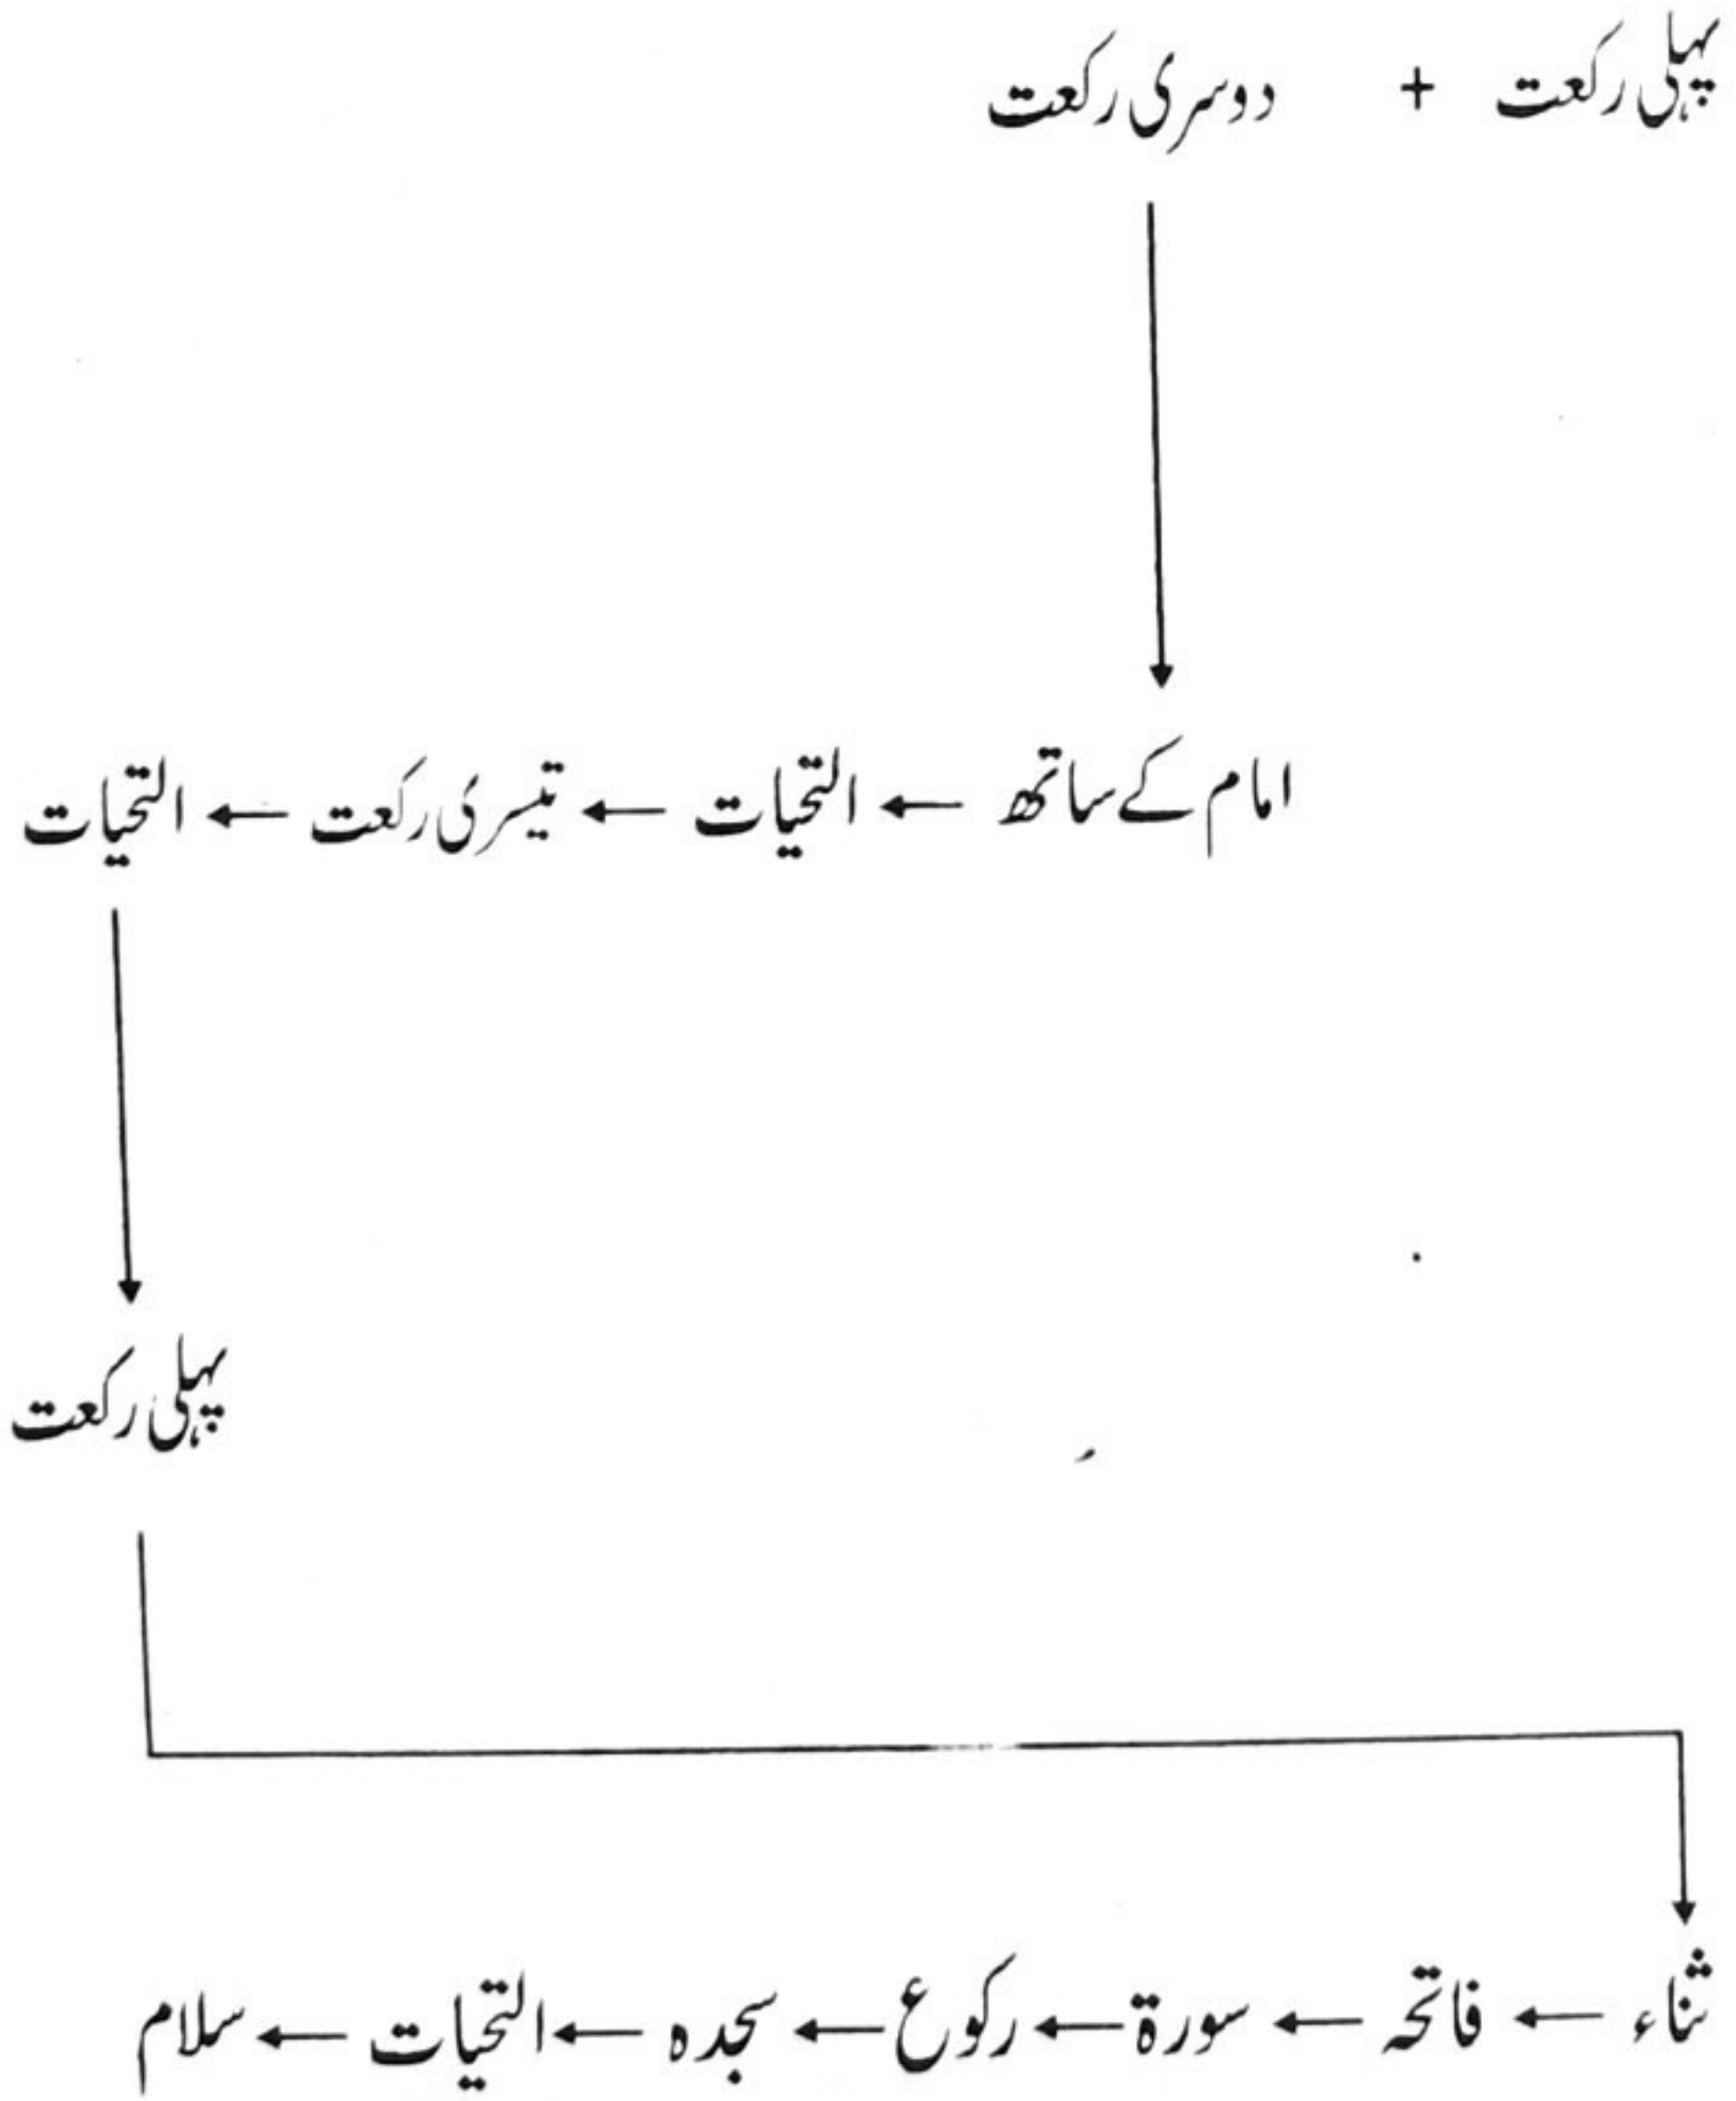 پہلی رکعت + دوسری رکعت
امام کے ساتھ ← التحیات ← تیسری رکعت ← التحیات
پہلی رکعت
ثناء ← فاتحہ ← سورۃ ← رکوع ← سجدہ ← التحیات ← سلام